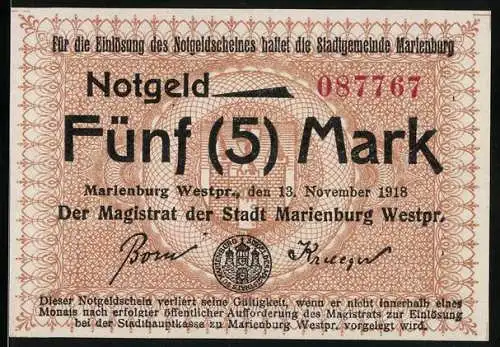 Für die Einlösung des Notgeldscheines haftet die Stadtgemeinde Marienburg
Notgeld 087767
Fünf (5) Mark
Marienburg Westpr., den 13. November 1918
Der Magistrat der Stadt Marienburg Westpr.
Born Krueger
Dieser Notgeldschein verliert seine Gültigkeit, wenn er nicht innerhalb eines
Monats nach erfolgter öffentlicher Aufforderung des Magistrats zur Einlösung
bei der Stadthauptkasse zu Marienburg Westpr. vorgelegt wird.